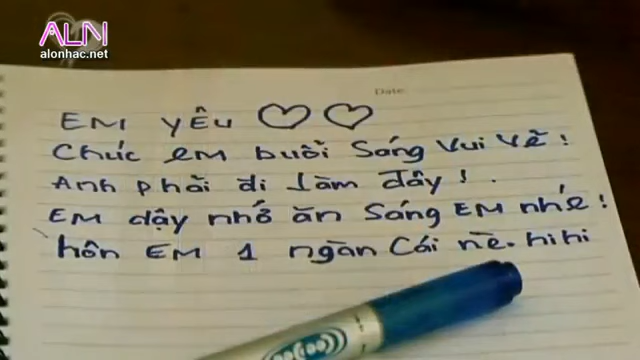 ALN
alonhac.net
Date:
EM YÊU
Chúc em buổi Sáng Vui Vẽ!
Anh phải đi làm đây!.
EM dậy nhớ ăn Sáng EM nhé!
hôn EM 1 ngàn Cái nè. hihi